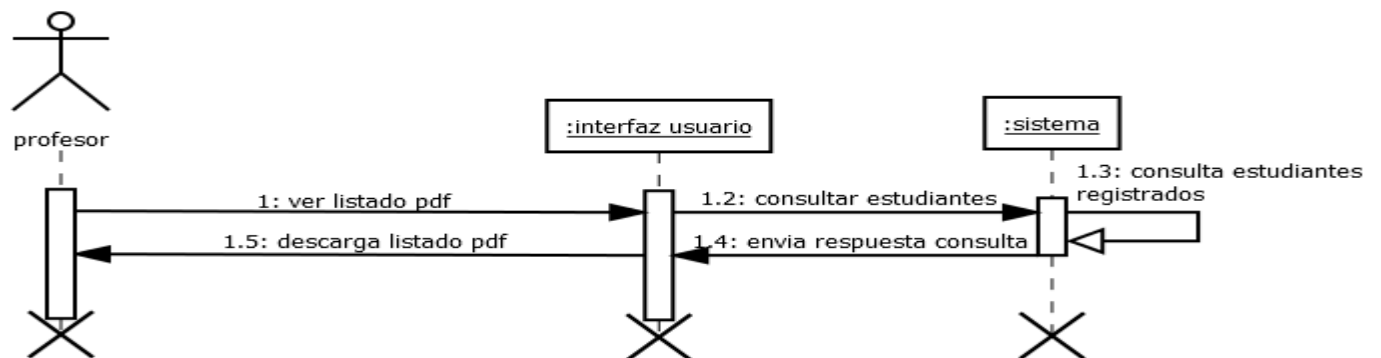 profesor
:interfaz usuario
:sistema
1: ver listado pdf
1.2: consultar estudiantes
1.3: consulta estudiantes
registrados
1.5: descarga listado pdf
1.4: envia respuesta consulta